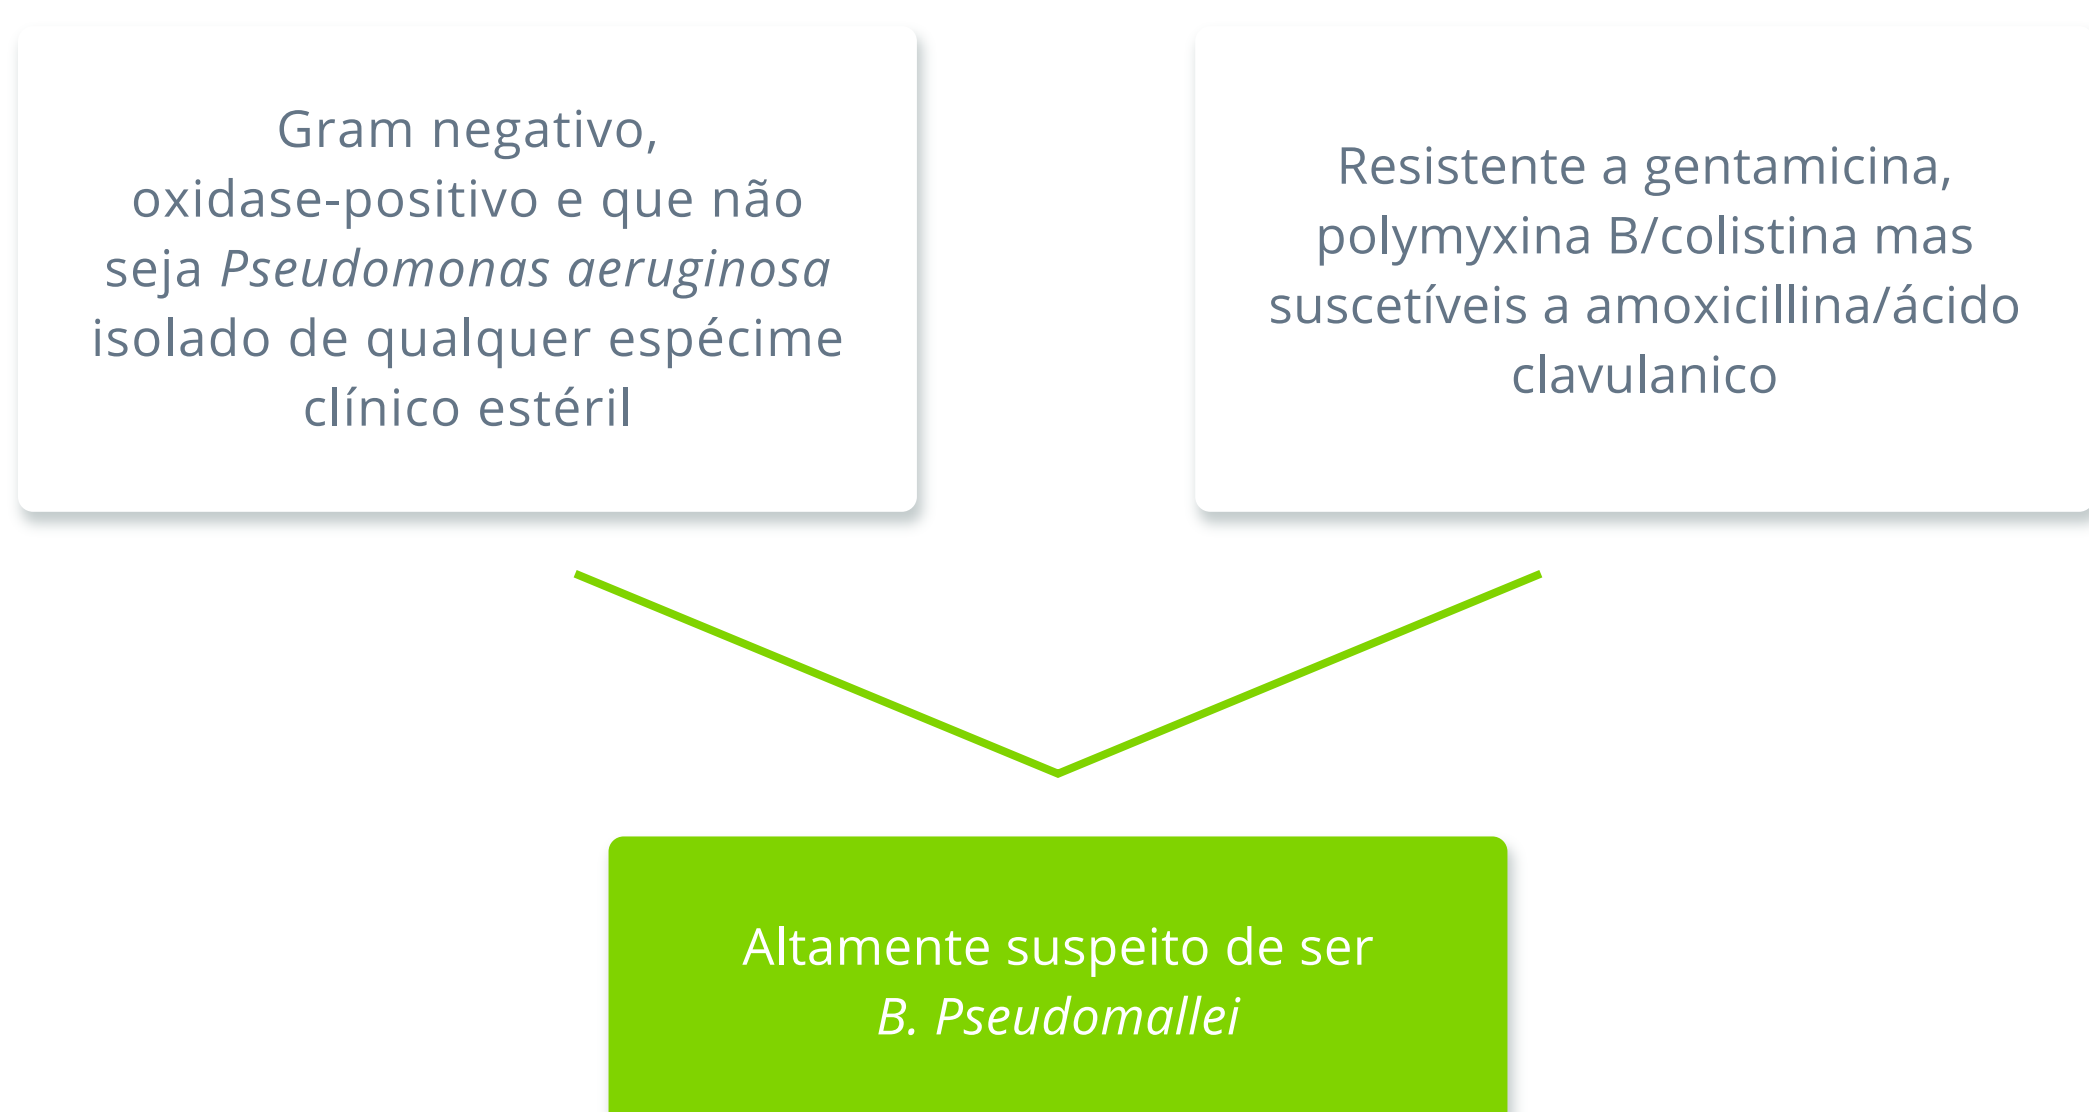 Gram negativo,
oxidase-positivo e que não
seja Pseudomonas aeruginosa
isolado de qualquer espécime
clínico estéril
Resistente a gentamicina,
polymyxina B/colistina mas
suscetíveis a amoxicillina/ácido
clavulanico
Altamente suspeito de ser
B. Pseudomallei